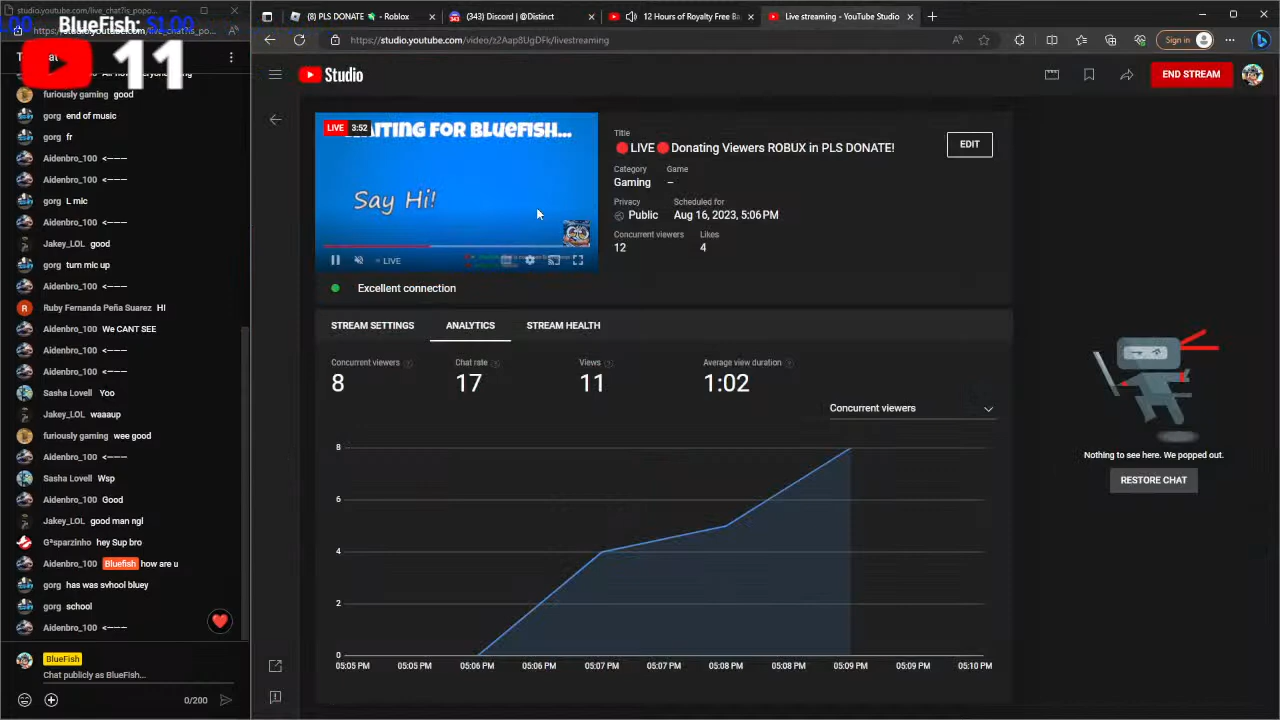 (8) PLS DONATE 💸 - Roblox
(343) Discord | @Distinct
12 Hours of Royalty Free Ba
Live streaming - YouTube Studio
https://studio.youtube.com/video/z2Aap8UgDFk/livestreaming
Sign in
BlueFish: $1.00
11
furiously gaming good
gorg end of music
gorg fr
Aidenbro_100 <———
Aidenbro_100 <———
gorg L mic
Aidenbro_100 <———
Jakey_LOL good
gorg turn mic up
Aidenbro_100 <———
Ruby Fernanda Peña Suarez HI
Aidenbro_100 We CANT SEE
Aidenbro_100 <———
Aidenbro_100 <———
Sasha Lovell Yoo
Jakey_LOL waaaup
furiously gaming wee good
Aidenbro_100 <———
Sasha Lovell Wsp
Aidenbro_100 Good
Jakey_LOL good man ngl
Gªsparzinho hey Sup bro
Aidenbro_100 Bluefish how are u
gorg has was svhool bluey
gorg school
Aidenbro_100 <———
BlueFish
Chat publicly as BlueFish...
0/200
Studio
END STREAM
LIVE 3:52
WAITING FOR BLUEFISH...
Say Hi!
LIVE
Title
🔴LIVE🔴Donating Viewers ROBUX in PLS DONATE!
EDIT
Category Game
Gaming –
Privacy Scheduled for
Public Aug 16, 2023, 5:06 PM
Concurrent viewers Likes
12 4
Excellent connection
STREAM SETTINGS ANALYTICS STREAM HEALTH
Concurrent viewers Chat rate Views Average view duration
8 17 11 1:02
Concurrent viewers
8
6
4
2
0
05:05 PM 05:05 PM 05:06 PM 05:06 PM 05:07 PM 05:07 PM 05:08 PM 05:08 PM 05:09 PM 05:09 PM 05:10 PM
Nothing to see here. We popped out.
RESTORE CHAT